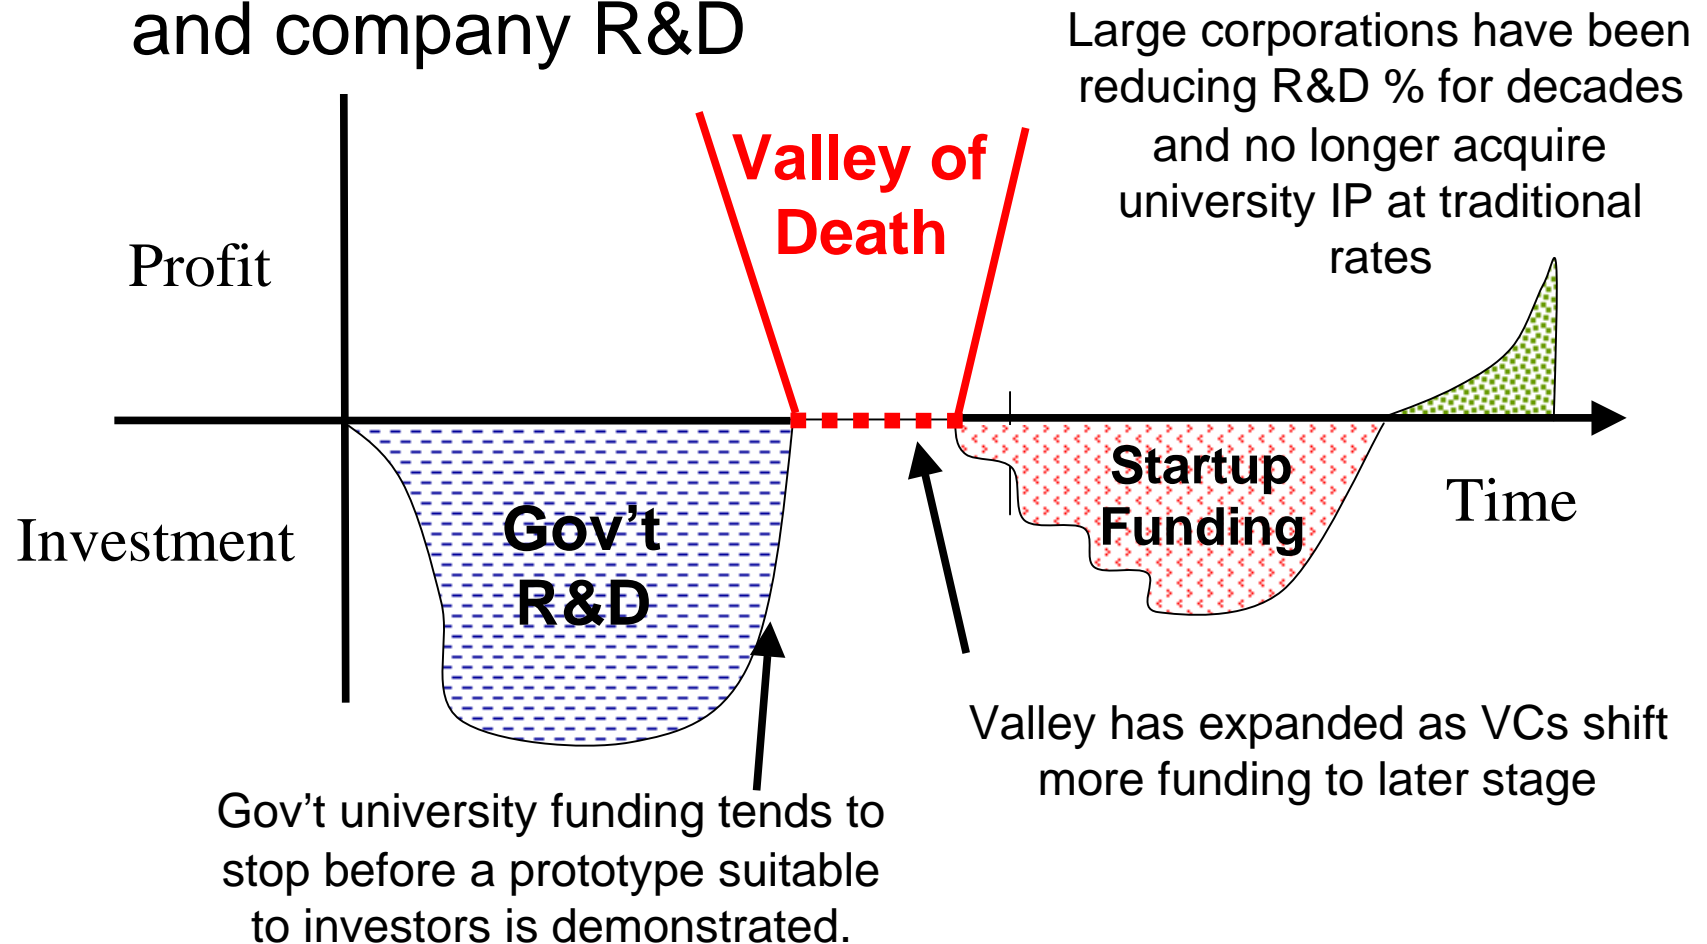 and company R&D
Large corporations have been
reducing R&D % for decades
and no longer acquire
university IP at traditional
rates
Valley of
Death
Profit
Investment
Gov’t
R&D
Startup
Funding
Time
Valley has expanded as VCs shift
more funding to later stage
Gov’t university funding tends to
stop before a prototype suitable
to investors is demonstrated.